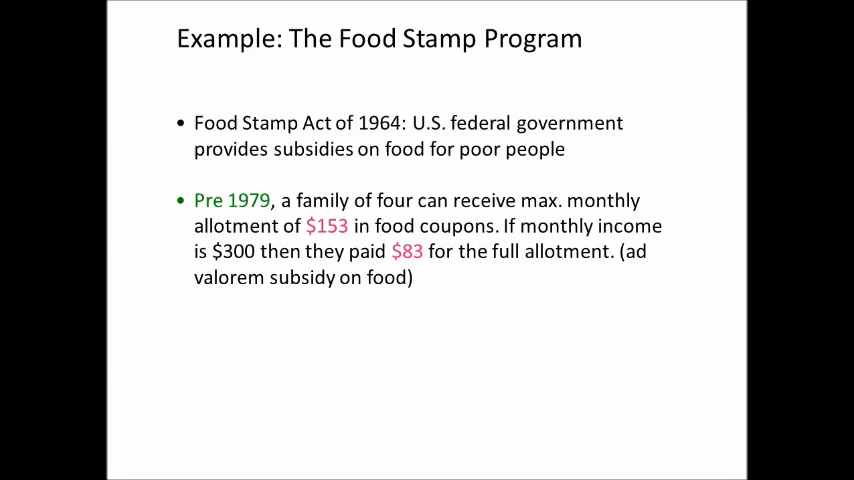 Example: The Food Stamp Program
• Food Stamp Act of 1964: U.S. federal government
provides subsidies on food for poor people
• Pre 1979, a family of four can receive max. monthly
allotment of $153 in food coupons. If monthly income
is $300 then they paid $83 for the full allotment. (ad
valorem subsidy on food)